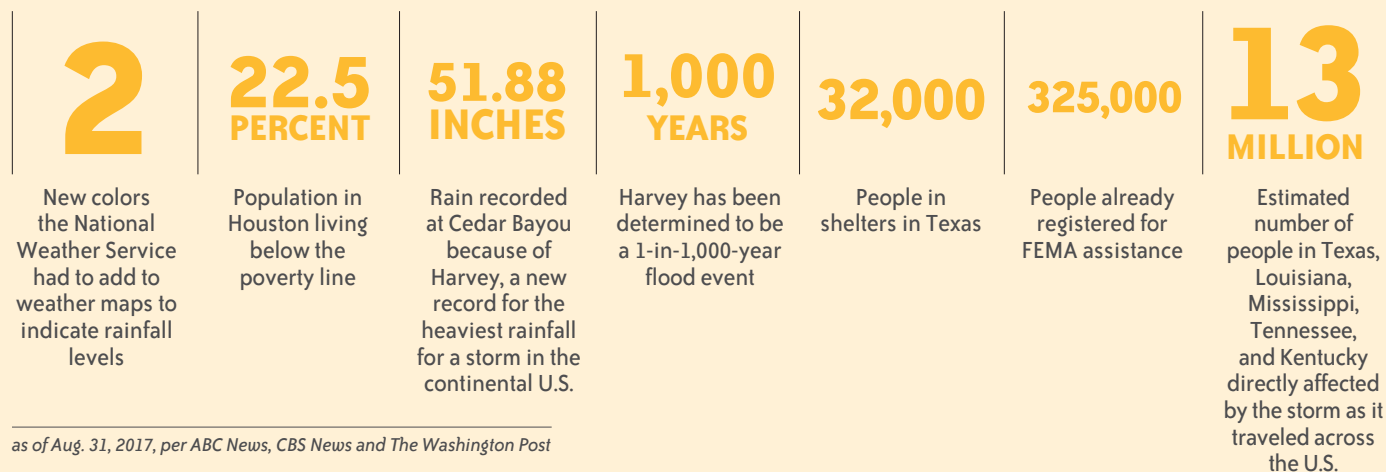 2
New colors
the National
Weather Service
had to add to
weather maps to
indicate rainfall
levels
22.5
PERCENT
Population in
Houston living
below the
poverty line
51.88
INCHES
Rain recorded
at Cedar Bayou
because of
Harvey, a new
record for the
heaviest rainfall
for a storm in the
continental U.S.
1,000
YEARS
Harvey has been
determined to be
a 1-in-1,000-year
flood event
32,000
People in
shelters in Texas
325,000
People already
registered for
FEMA assistance
13
MILLION
Estimated
number of
people in Texas,
Louisiana,
Mississippi,
Tennessee,
and Kentucky
directly affected
by the storm as it
traveled across
the U.S.
as of Aug. 31, 2017, per ABC News, CBS News and The Washington Post